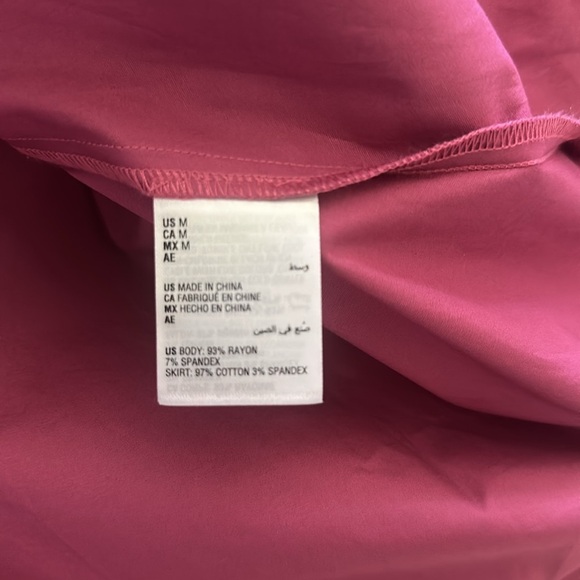 US M
CA M
MX M
AE
وسط
US MADE IN CHINA
CA FABRIQUÉ EN CHINE
MX HECHO EN CHINA
AE
صُنع في الصين
US BODY: 93% RAYON
7% SPANDEX
SKIRT: 97% COTTON 3% SPANDEX